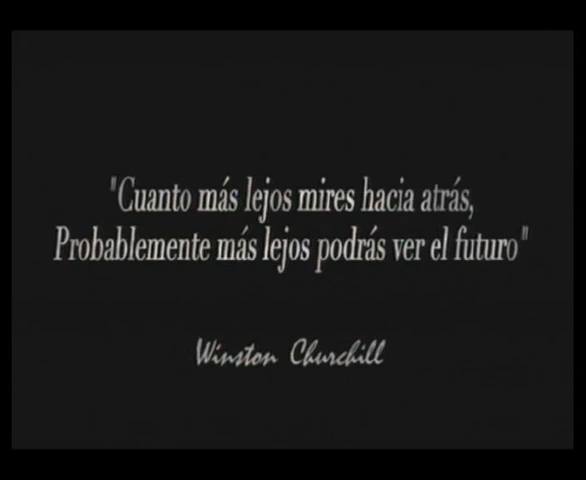 "Cuanto más lejos mires hacia atrás,
Probablemente más lejos podrás ver el futuro"
Winston Churchill